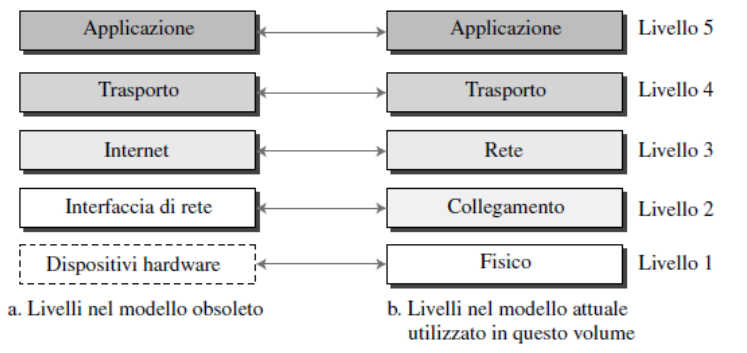 Applicazione
Applicazione
Livello 5
Trasporto
Trasporto
Livello 4
Internet
Rete
Livello 3
Interfaccia di rete
Collegamento
Livello 2
Dispositivi hardware
Fisico
Livello 1
a. Livelli nel modello obsoleto
b. Livelli nel modello attuale
utilizzato in questo volume